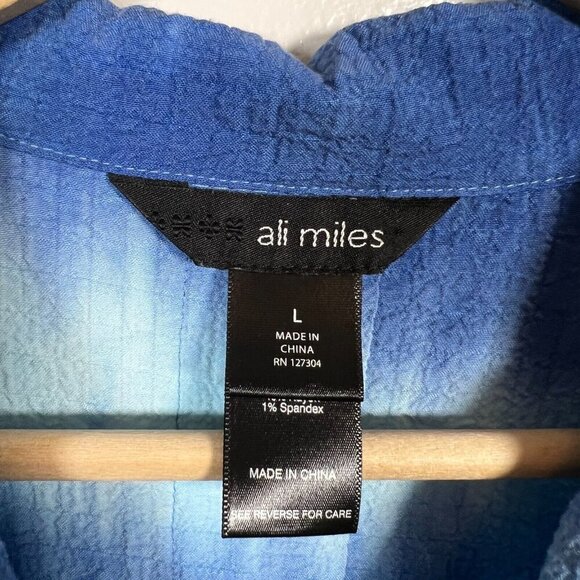 ali miles
L
MADE IN
CHINA
RN 127304
1% Spandex
MADE IN CHINA
SEE REVERSE FOR CARE